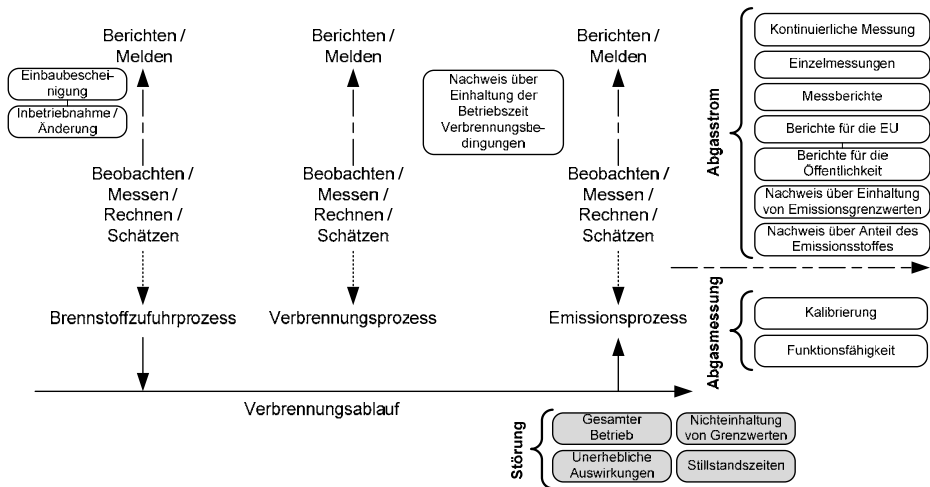 Berichten /
Melden
Einbaubeschei-
nigung
Inbetriebnahme /
Änderung
Beobachten /
Messen /
Rechnen /
Schätzen
Brennstoffzufuhrprozess
Berichten /
Melden
Beobachten /
Messen /
Rechnen /
Schätzen
Verbrennungsprozess
Berichten /
Melden
Nachweis über
Einhaltung der
Betriebszeit
Verbrennungsbe-
dingungen
Beobachten /
Messen /
Rechnen /
Schätzen
Emissionsprozess
Verbrennungsablauf
Abgasstrom
Kontinuierliche Messung
Einzelmessungen
Messberichte
Berichte für die EU
Berichte für die
Öffentlichkeit
Nachweis über Einhaltung
von Emissionsgrenzwerten
Nachweis über Anteil des
Emissionsstoffes
Abgasmessung
Kalibrierung
Funktionsfähigkeit
Störung
Gesamter
Betrieb
Nichteinhaltung
von Grenzwerten
Unerhebliche
Auswirkungen
Stillstandszeiten